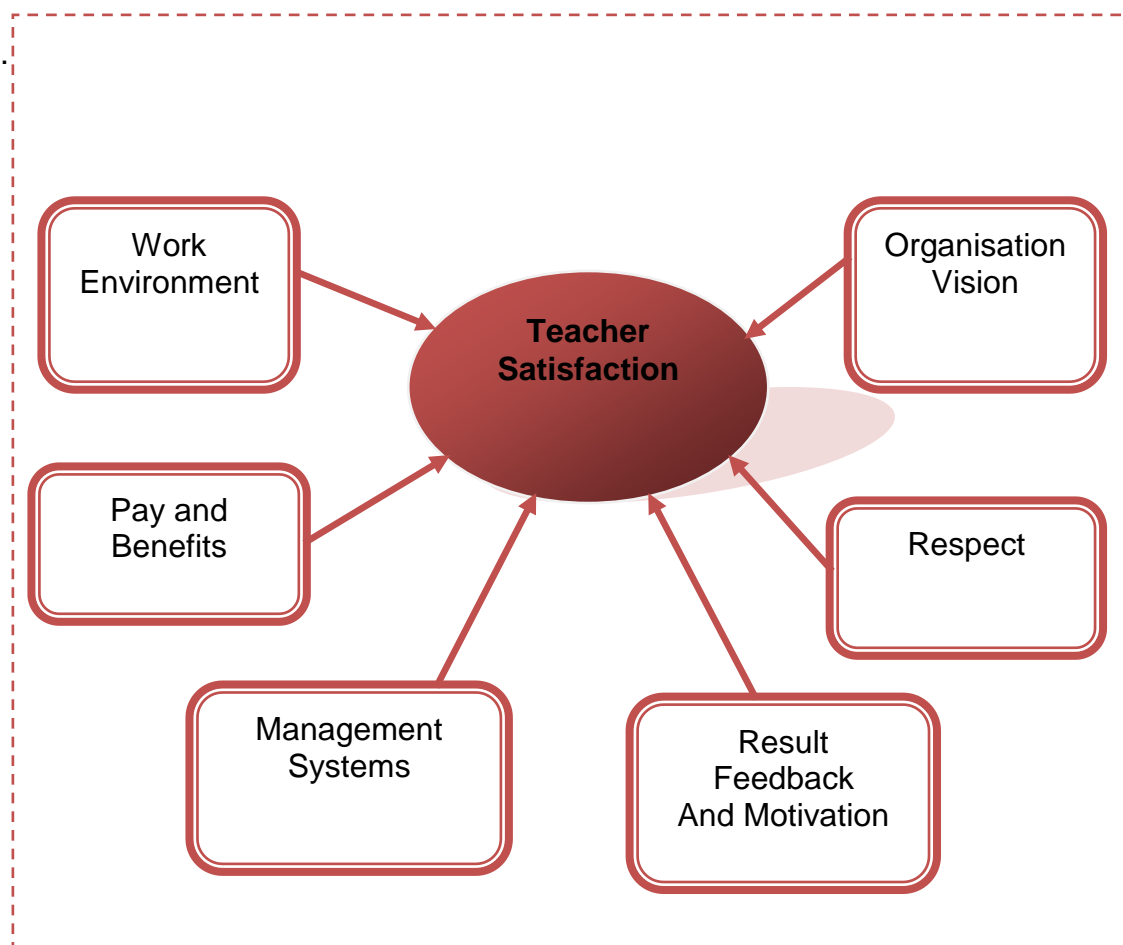 .
Work
Environment
Organisation
Vision
Teacher
Satisfaction
Pay and
Benefits
Respect
Management
Systems
Result
Feedback
And Motivation